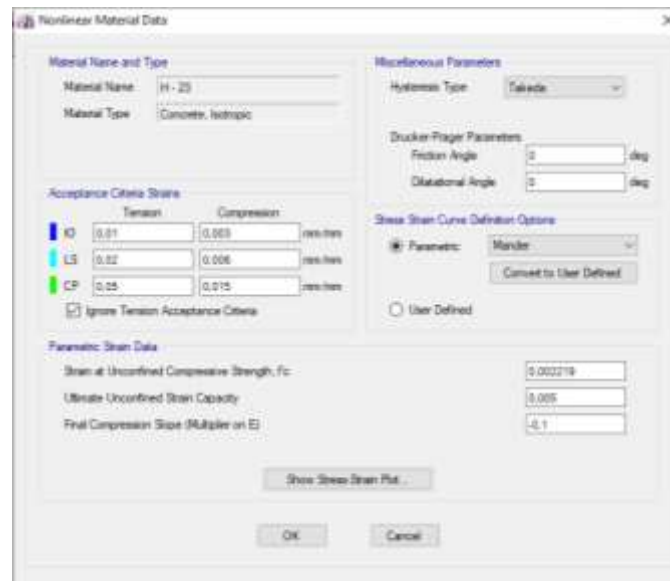 Nonlinear Material Data
Material Name and Type
Material Name H - 25
Material Type Concrete, Isotropic
Miscellaneous Parameters
Hysteresis Type Takeda
Drucker-Prager Parameters
Friction Angle 0 deg
Dilatational Angle 0 deg
Acceptance Criteria Strains
Tension Compression
IO 0,01 0,003 mm/mm
LS 0,02 0,006 mm/mm
CP 0,05 0,015 mm/mm
Ignore Tension Acceptance Criteria
Stress Strain Curve Definition Options
Parametric Mander
Convert to User Defined
User Defined
Parametric Strain Data
Strain at Unconfined Compressive Strength, f'c 0,002219
Ultimate Unconfined Strain Capacity 0,005
Final Compression Slope (Multiplier on E) -0,1
Show Stress-Strain Plot...
OK Cancel